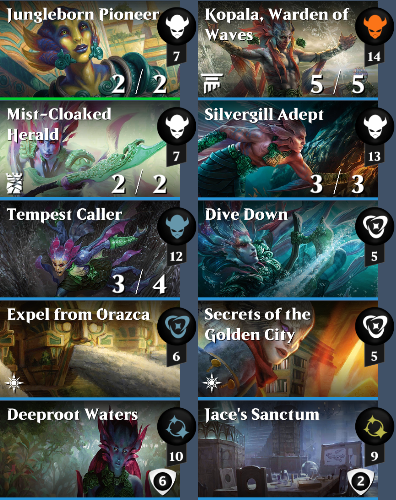 Jungleborn Pioneer
7
2 / 2
Kopala, Warden of
Waves
14
5 / 5
Mist-Cloaked
Herald
7
2 / 2
Silvergill Adept
13
3 / 3
Tempest Caller
12
3 / 4
Dive Down
5
Expel from Orazca
6
Secrets of the
Golden City
5
Deeproot Waters
10
6
Jace's Sanctum
9
2